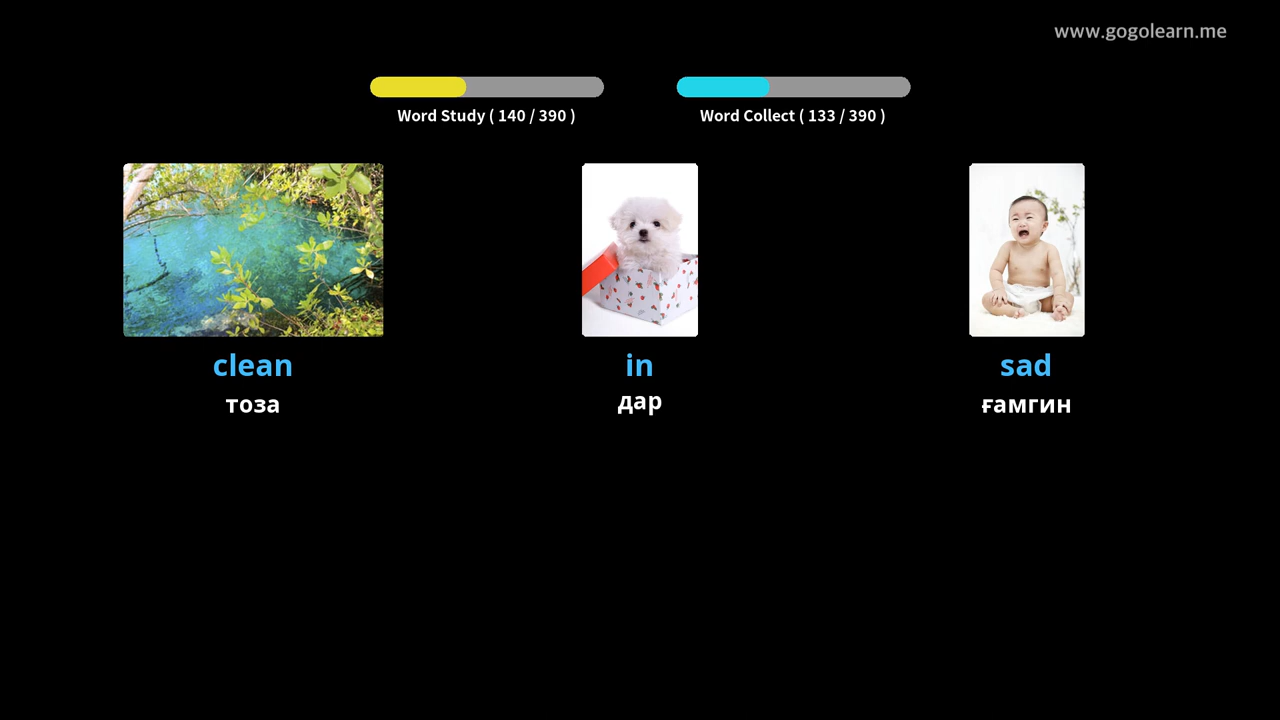 www.gogolearn.me
Word Study ( 140 / 390 )
Word Collect ( 133 / 390 )
clean
тоза
in
дар
sad
ғамгин